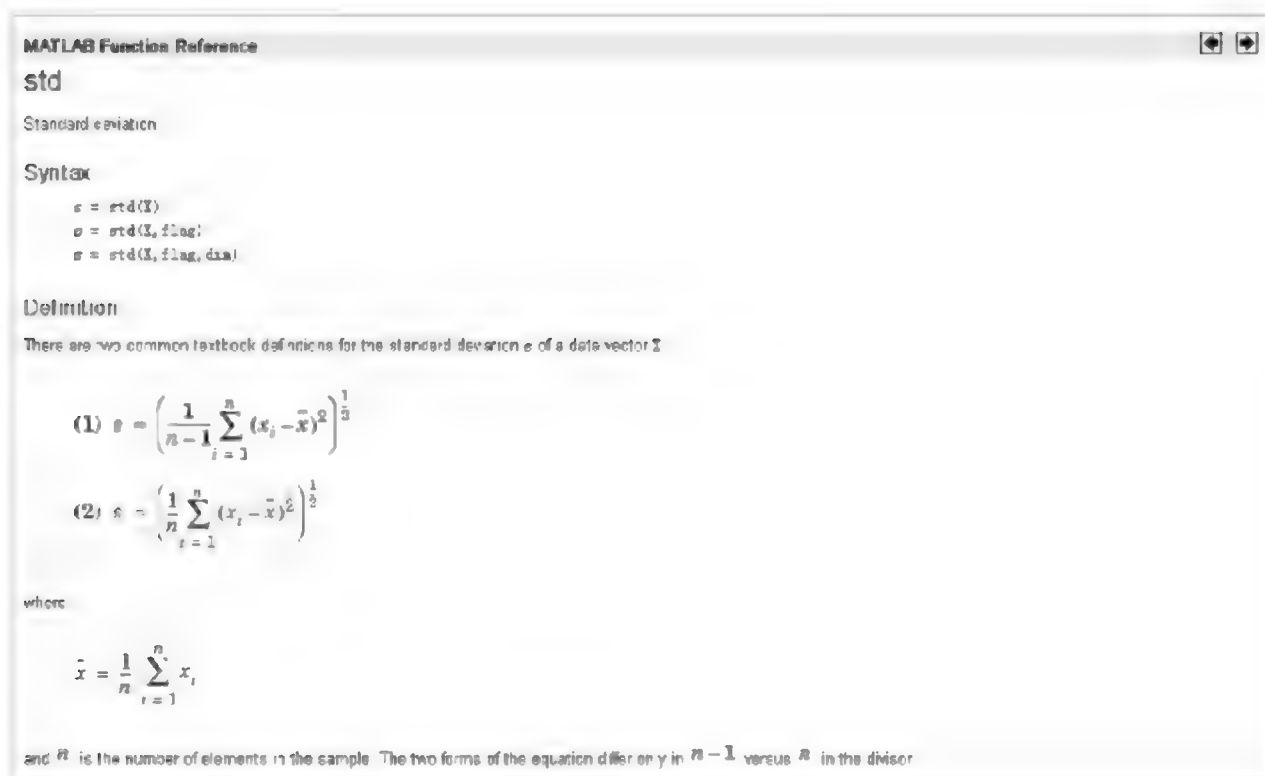 MATLAB Function Reference
std
Standard deviation
Syntax
s = std(X)
s = std(X,flag)
s = std(X,flag,dim)
Definition
There are two common textbook definitions for the standard deviation s of a data vector X
(1) s = (1/(n-1) ∑_{i=1}^{n} (x_i - x̄)^2)^{1/2}
(2) s = (1/n ∑_{i=1}^{n} (x_i - x̄)^2)^{1/2}
where
x̄ = 1/n ∑_{i=1}^{n} x_i
and n is the number of elements in the sample. The two forms of the equation differ only in n-1 versus n in the divisor